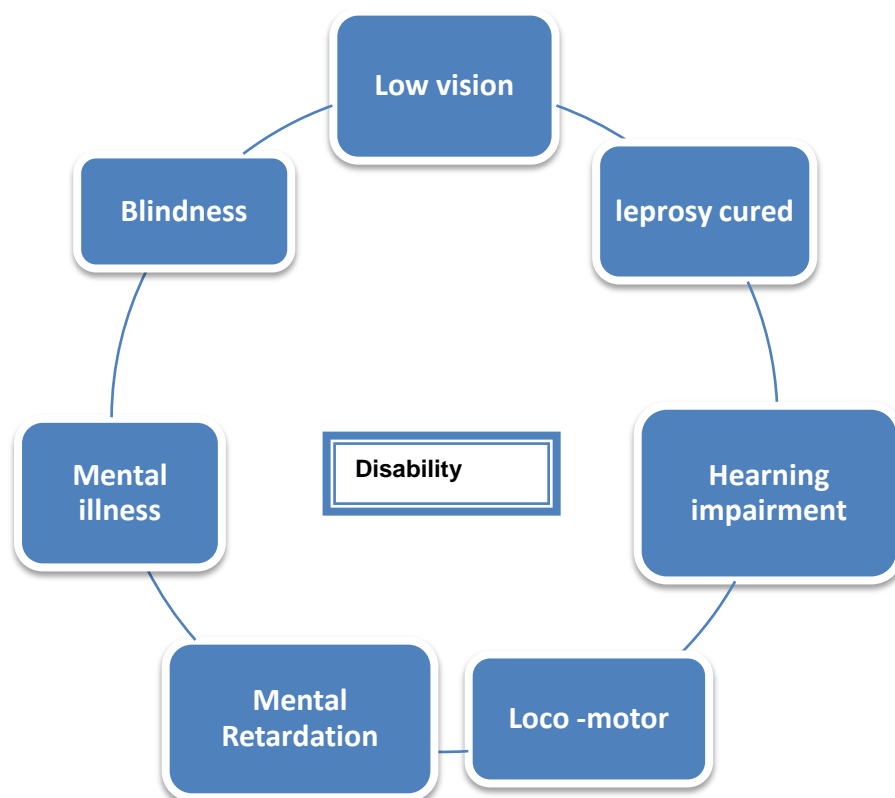 Low vision
Blindness
leprosy cured
Mental
illness
Disability
Hearning
impairment
Mental
Retardation
Loco -motor